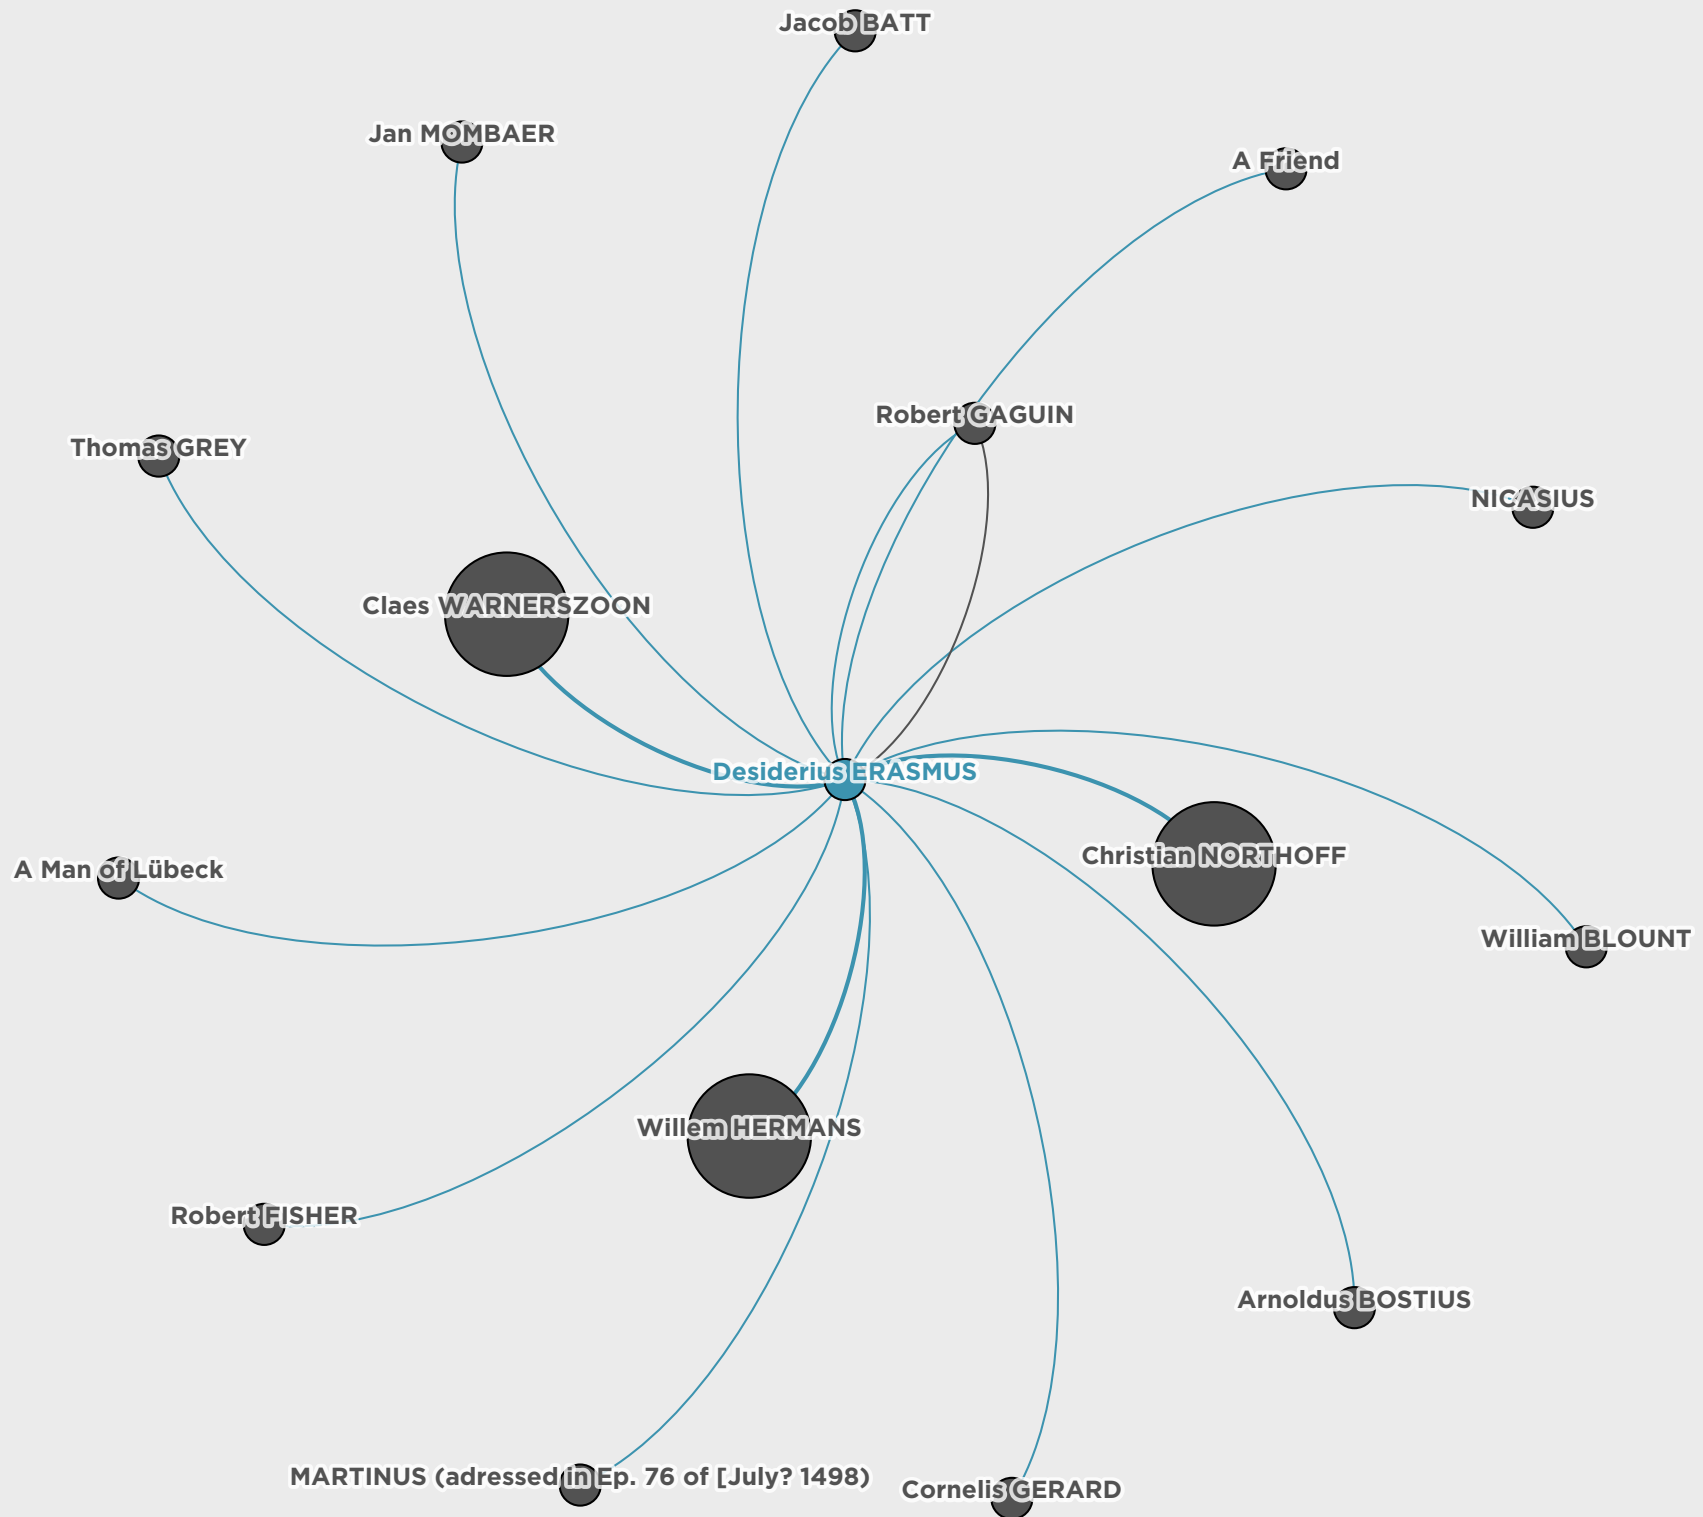 Jacob BATT
Jan MOMBAER
A Friend
Robert GAGUIN
Thomas GREY
NICASIUS
Claes WARNERSZOON
Desiderius ERASMUS
Christian NORTHOFF
A Man of Lübeck
William BLOUNT
Willem HERMANS
Robert FISHER
Arnoldus BOSTIUS
MARTINUS (adressed in Ep. 76 of [July? 1498)
Cornelis GERARD